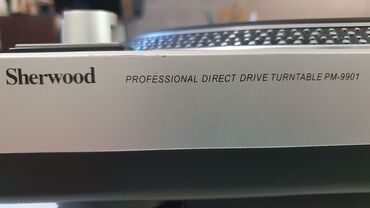 Sherwood PROFESSIONAL DIRECT DRIVE TURNTABLE PM-9901